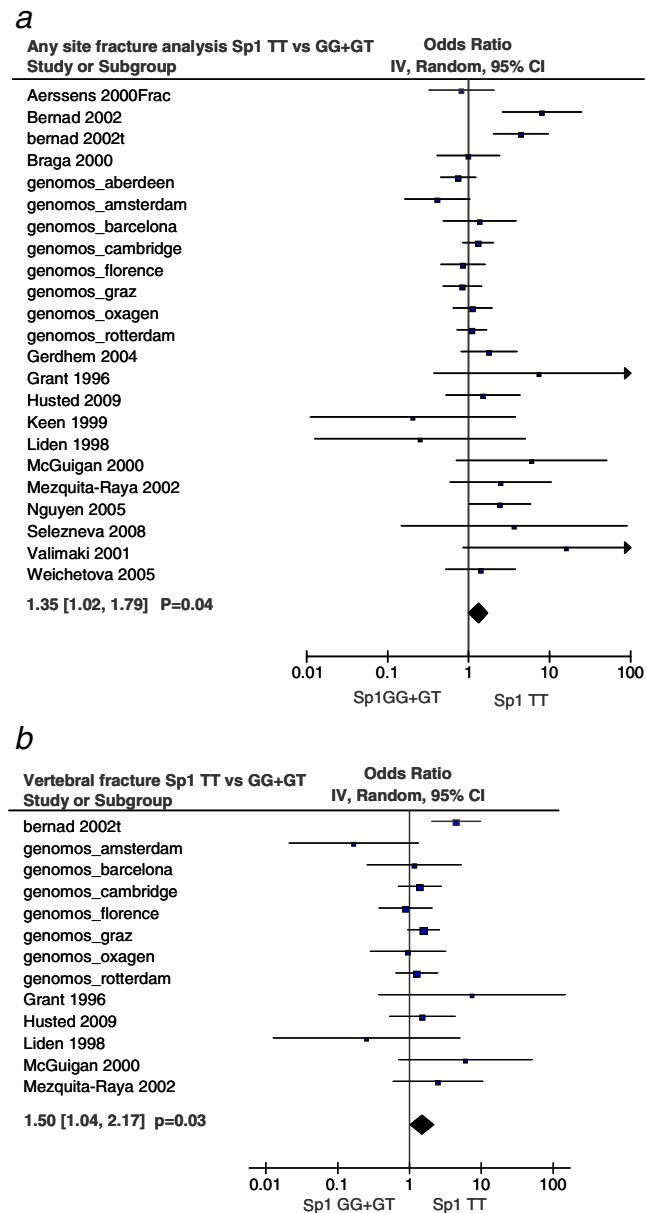 a
Any site fracture analysis Sp1 TT vs GG+GT Odds Ratio
Study or Subgroup IV, Random, 95% CI
Aerssens 2000Frac
Bernad 2002
bernad 2002t
Braga 2000
genomos_aberdeen
genomos_amsterdam
genomos_barcelona
genomos_cambridge
genomos_florence
genomos_graz
genomos_oxagen
genomos_rotterdam
Gerdhem 2004
Grant 1996
Husted 2009
Keen 1999
Liden 1998
McGuigan 2000
Mezquita-Raya 2002
Nguyen 2005
Selezneva 2008
Valimaki 2001
Weichetova 2005
1.35 [1.02, 1.79] P=0.04
0.01 0.1 1 10 100
Sp1GG+GT Sp1 TT
b
Vertebral fracture Sp1 TT vs GG+GT Odds Ratio
Study or Subgroup IV, Random, 95% CI
bernad 2002t
genomos_amsterdam
genomos_barcelona
genomos_cambridge
genomos_florence
genomos_graz
genomos_oxagen
genomos_rotterdam
Grant 1996
Husted 2009
Liden 1998
McGuigan 2000
Mezquita-Raya 2002
1.50 [1.04, 2.17] p=0.03
0.01 0.1 1 10 100
Sp1 GG+GT Sp1 TT